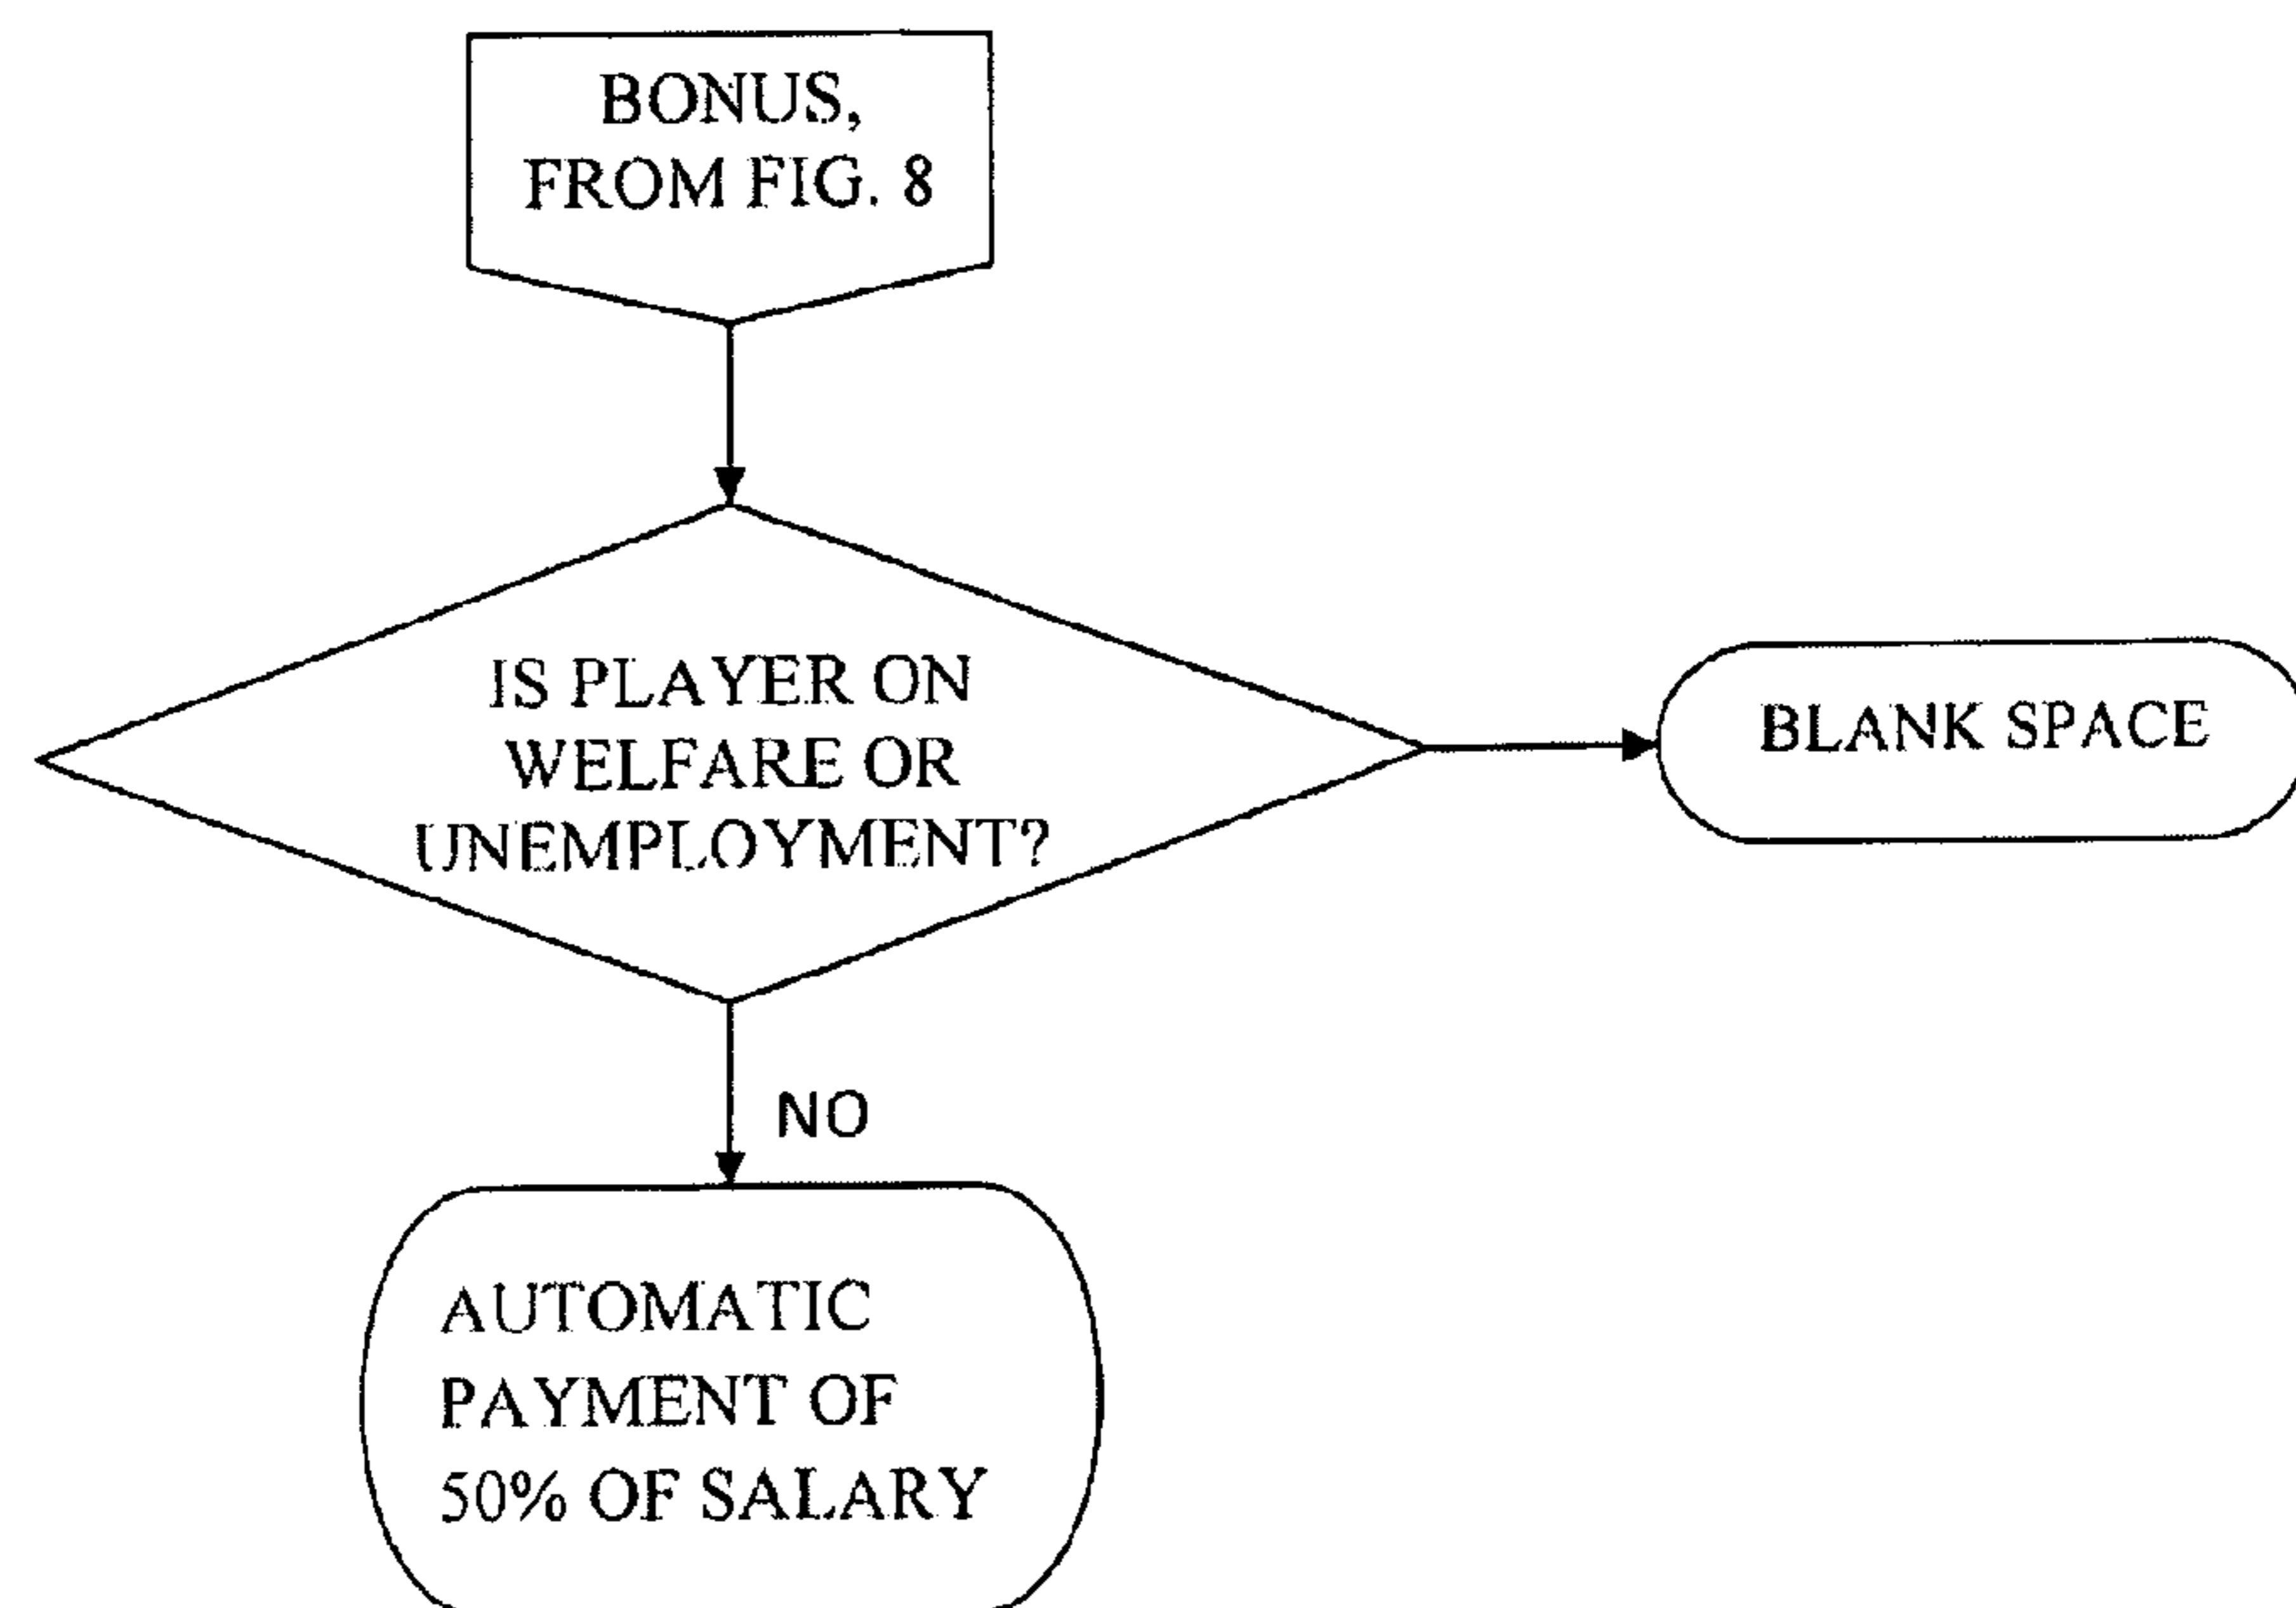 BONUS,
FROM FIG. 8
IS PLAYER ON
WELFARE OR
UNEMPLOYMENT?
BLANK SPACE
NO
AUTOMATIC
PAYMENT OF
50% OF SALARY